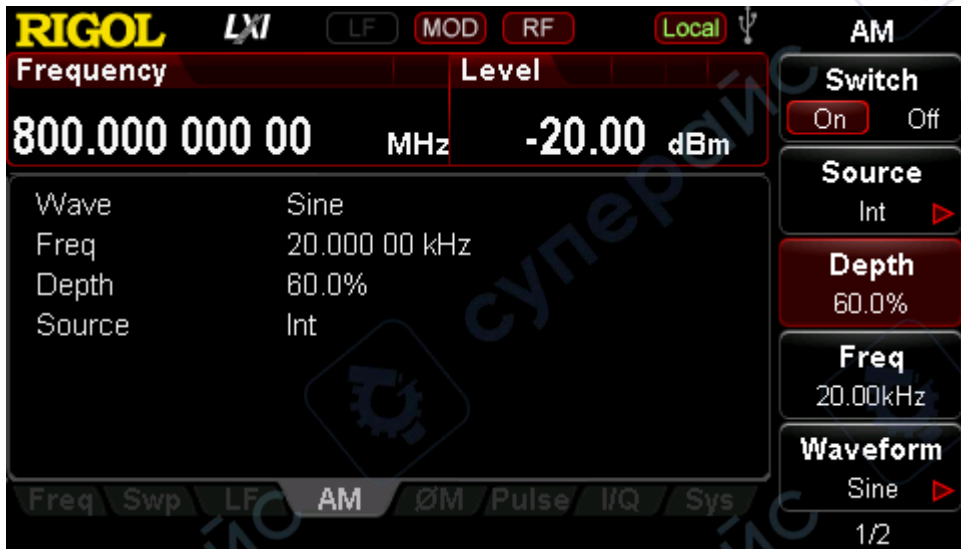 RIGOL LXI LF MOD RF Local AM
Frequency Level
800.000 000 00 MHz -20.00 dBm
Wave Sine
Freq 20.000 00 kHz
Depth 60.0%
Source Int
Switch
On Off
Source
Int
Depth
60.0%
Freq
20.00kHz
Waveform
Sine
1/2
Freq Swp LF AM ØM Pulse I/Q Sys
суперайс